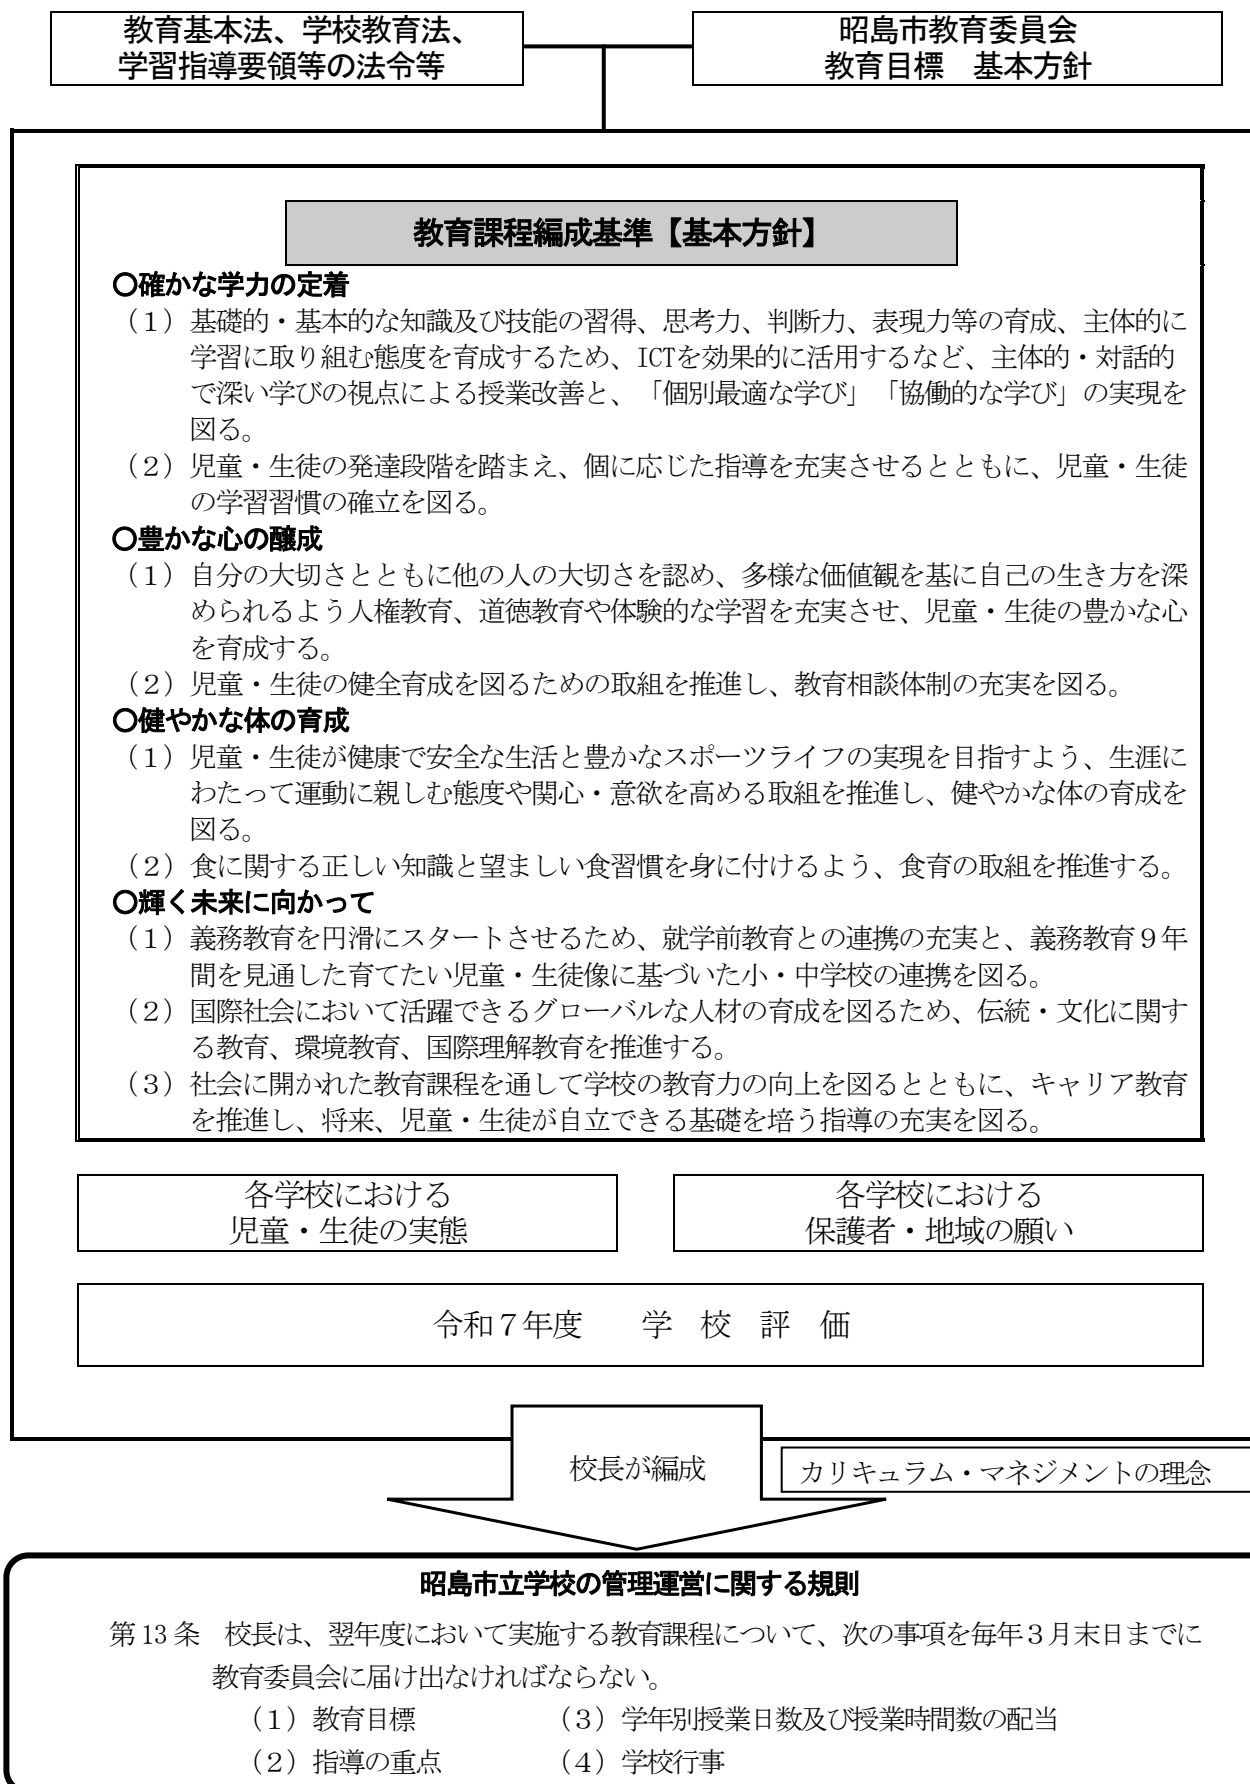 教育基本法、学校教育法、
学習指導要領等の法令等
昭島市教育委員会
教育目標　基本方針
教育課程編成基準【基本方針】
〇確かな学力の定着
（１）基礎的・基本的な知識及び技能の習得、思考力、判断力、表現力等の育成、主体的に
学習に取り組む態度を育成するため、ICTを効果的に活用するなど、主体的・対話的
で深い学びの視点による授業改善と、「個別最適な学び」「協働的な学び」の実現を
図る。
（２）児童・生徒の発達段階を踏まえ、個に応じた指導を充実させるとともに、児童・生徒
の学習習慣の確立を図る。
〇豊かな心の醸成
（１）自分の大切さとともに他の人の大切さを認め、多様な価値観を基に自己の生き方を深
められるよう人権教育、道徳教育や体験的な学習を充実させ、児童・生徒の豊かな心
を育成する。
（２）児童・生徒の健全育成を図るための取組を推進し、教育相談体制の充実を図る。
〇健やかな体の育成
（１）児童・生徒が健康で安全な生活と豊かなスポーツライフの実現を目指すよう、生涯に
わたって運動に親しむ態度や関心・意欲を高める取組を推進し、健やかな体の育成を
図る。
（２）食に関する正しい知識と望ましい食習慣を身に付けるよう、食育の取組を推進する。
〇輝く未来に向かって
（１）義務教育を円滑にスタートさせるため、就学前教育との連携の充実と、義務教育９年
間を見通した育てたい児童・生徒像に基づいた小・中学校の連携を図る。
（２）国際社会において活躍できるグローバルな人材の育成を図るため、伝統・文化に関す
る教育、環境教育、国際理解教育を推進する。
（３）社会に開かれた教育課程を通して学校の教育力の向上を図るとともに、キャリア教育
を推進し、将来、児童・生徒が自立できる基礎を培う指導の充実を図る。
各学校における
児童・生徒の実態
各学校における
保護者・地域の願い
令和７年度　　学　校　評　価
校長が編成
カリキュラム・マネジメントの理念
昭島市立学校の管理運営に関する規則
第13条　校長は、翌年度において実施する教育課程について、次の事項を毎年３月末日までに
教育委員会に届け出なければならない。
（１）教育目標　　　　（３）学年別授業日数及び授業時間数の配当
（２）指導の重点　　　（４）学校行事